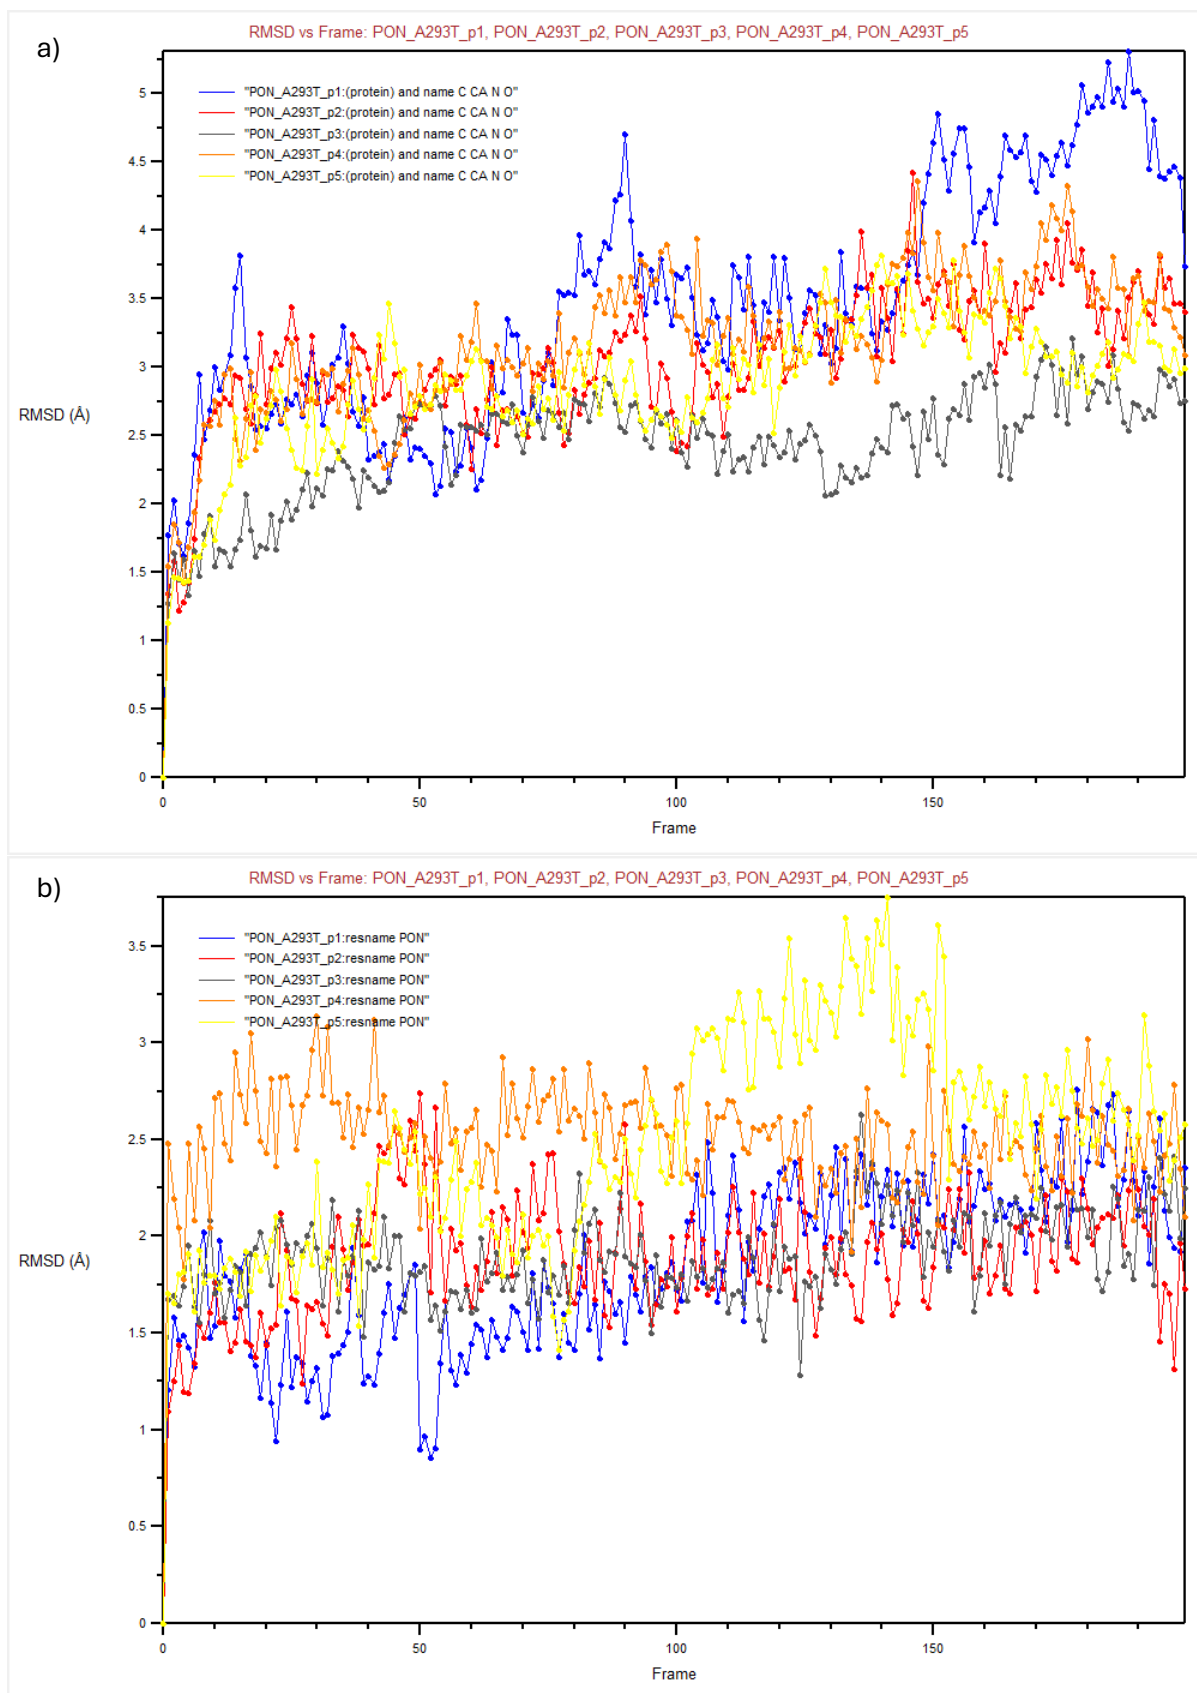 a)
RMSD vs Frame: PON_A293T_p1, PON_A293T_p2, PON_A293T_p3, PON_A293T_p4, PON_A293T_p5
"PON_A293T_p1:(protein) and name C CA N O"
"PON_A293T_p2:(protein) and name C CA N O"
"PON_A293T_p3:(protein) and name C CA N O"
"PON_A293T_p4:(protein) and name C CA N O"
"PON_A293T_p5:(protein) and name C CA N O"
5
4.5
4
3.5
3
RMSD (Å)
2.5
2
1.5
1
0.5
0
0 50 100 150
Frame
b)
RMSD vs Frame: PON_A293T_p1, PON_A293T_p2, PON_A293T_p3, PON_A293T_p4, PON_A293T_p5
"PON_A293T_p1:resname PON"
"PON_A293T_p2:resname PON"
"PON_A293T_p3:resname PON"
"PON_A293T_p4:resname PON"
"PON_A293T_p5:resname PON"
3.5
3
2.5
2
RMSD (Å)
1.5
1
0.5
0
0 50 100 150
Frame